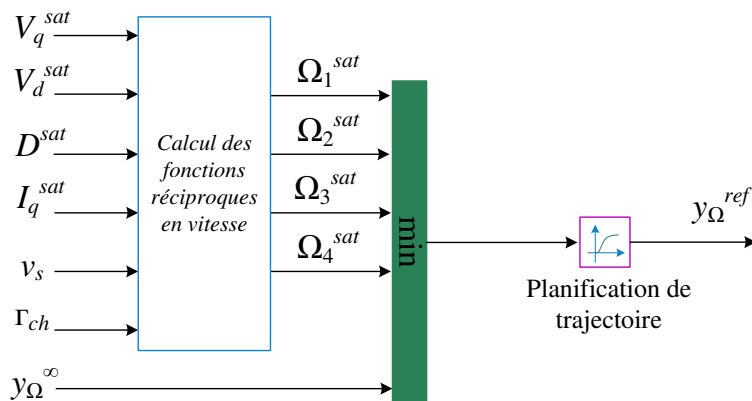 V_q^sat
V_d^sat
D^sat
I_q^sat
v_s
Γ_ch
y_Ω^∞
Calcul des
fonctions
réciproques
en vitesse
Ω_1^sat
Ω_2^sat
Ω_3^sat
Ω_4^sat
min
Planification de
trajectoire
y_Ω^ref